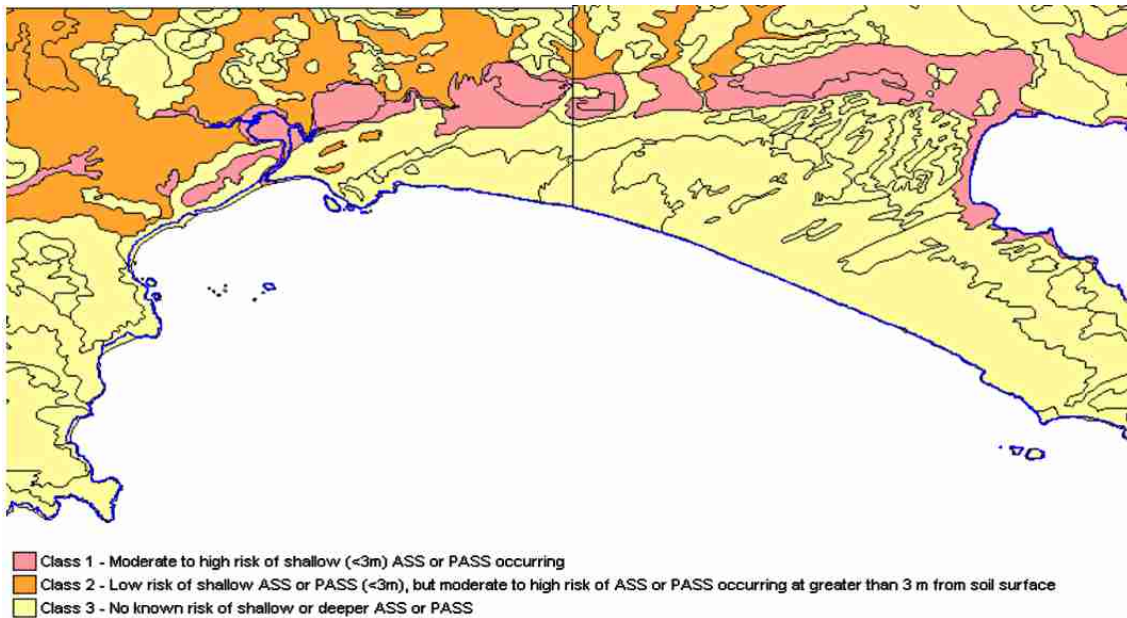 Class 1 - Moderate to high risk of shallow (<3m) ASS or PASS occurring
Class 2 - Low risk of shallow ASS or PASS (<3m), but moderate to high risk of ASS or PASS occurring at greater than 3 m from soil surface
Class 3 - No known risk of shallow or deeper ASS or PASS